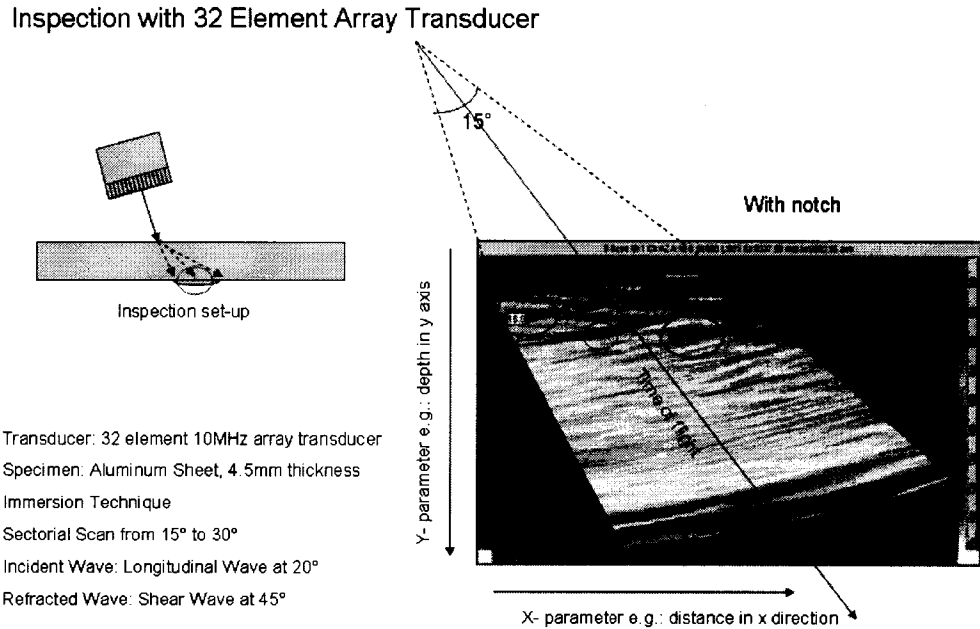 Inspection with 32 Element Array Transducer
15°
With notch
Inspection set-up
Time of flight
Y- parameter e.g.: depth in y axis
Transducer: 32 element 10MHz array transducer
Specimen: Aluminum Sheet, 4.5mm thickness
Immersion Technique
Sectorial Scan from 15° to 30°
Incident Wave: Longitudinal Wave at 20°
Refracted Wave: Shear Wave at 45°
X- parameter e.g.: distance in x direction